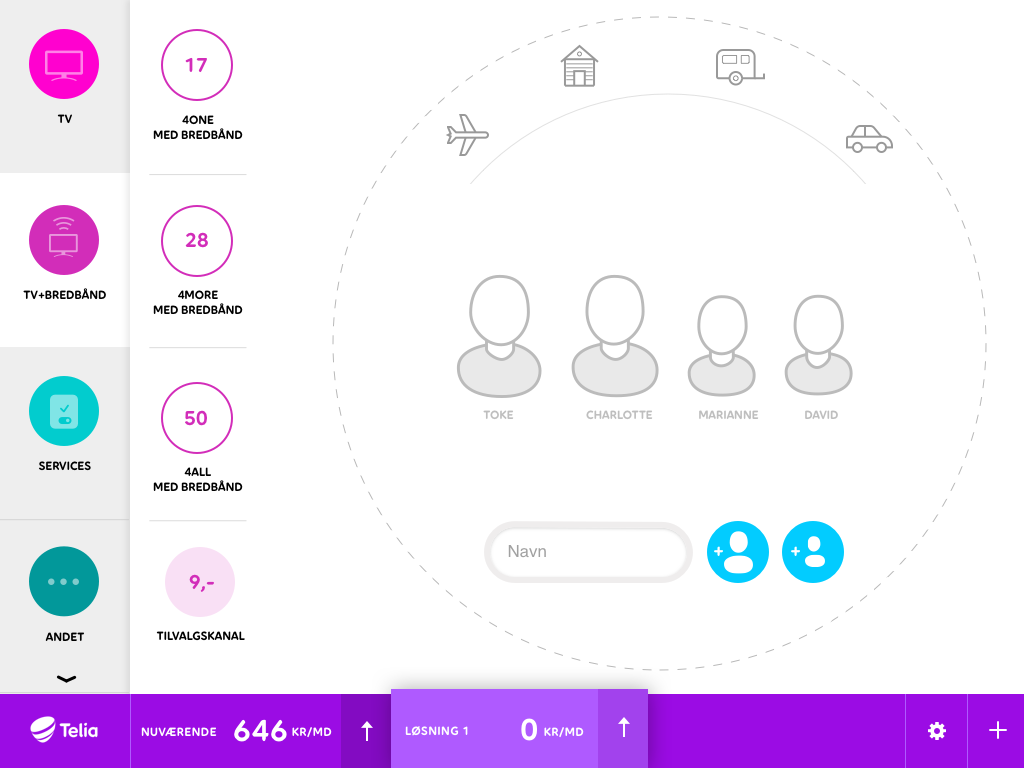 TV
TV+BREDBÅND
SERVICES
ANDET
17
4ONE
MED BREDBÅND
28
4MORE
MED BREDBÅND
50
4ALL
MED BREDBÅND
9,-
TILVALGSKANAL
TOKE
CHARLOTTE
MARIANNE
DAVID
Navn
+
+
Telia
NUVÆRENDE 646 KR/MD
LØSNING 1 0 KR/MD